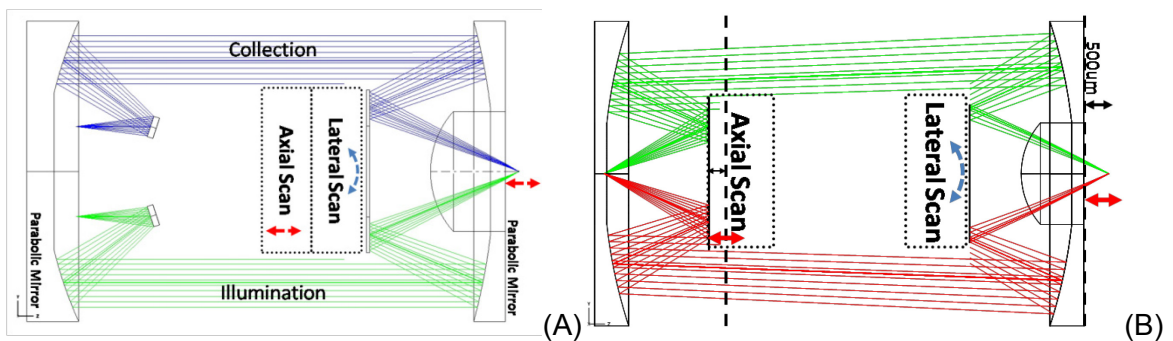 Collection
Axial Scan
Lateral Scan
Parabolic Mirror
Parabolic Mirror
Illumination
(A)
Axial Scan
Lateral Scan
500um
(B)